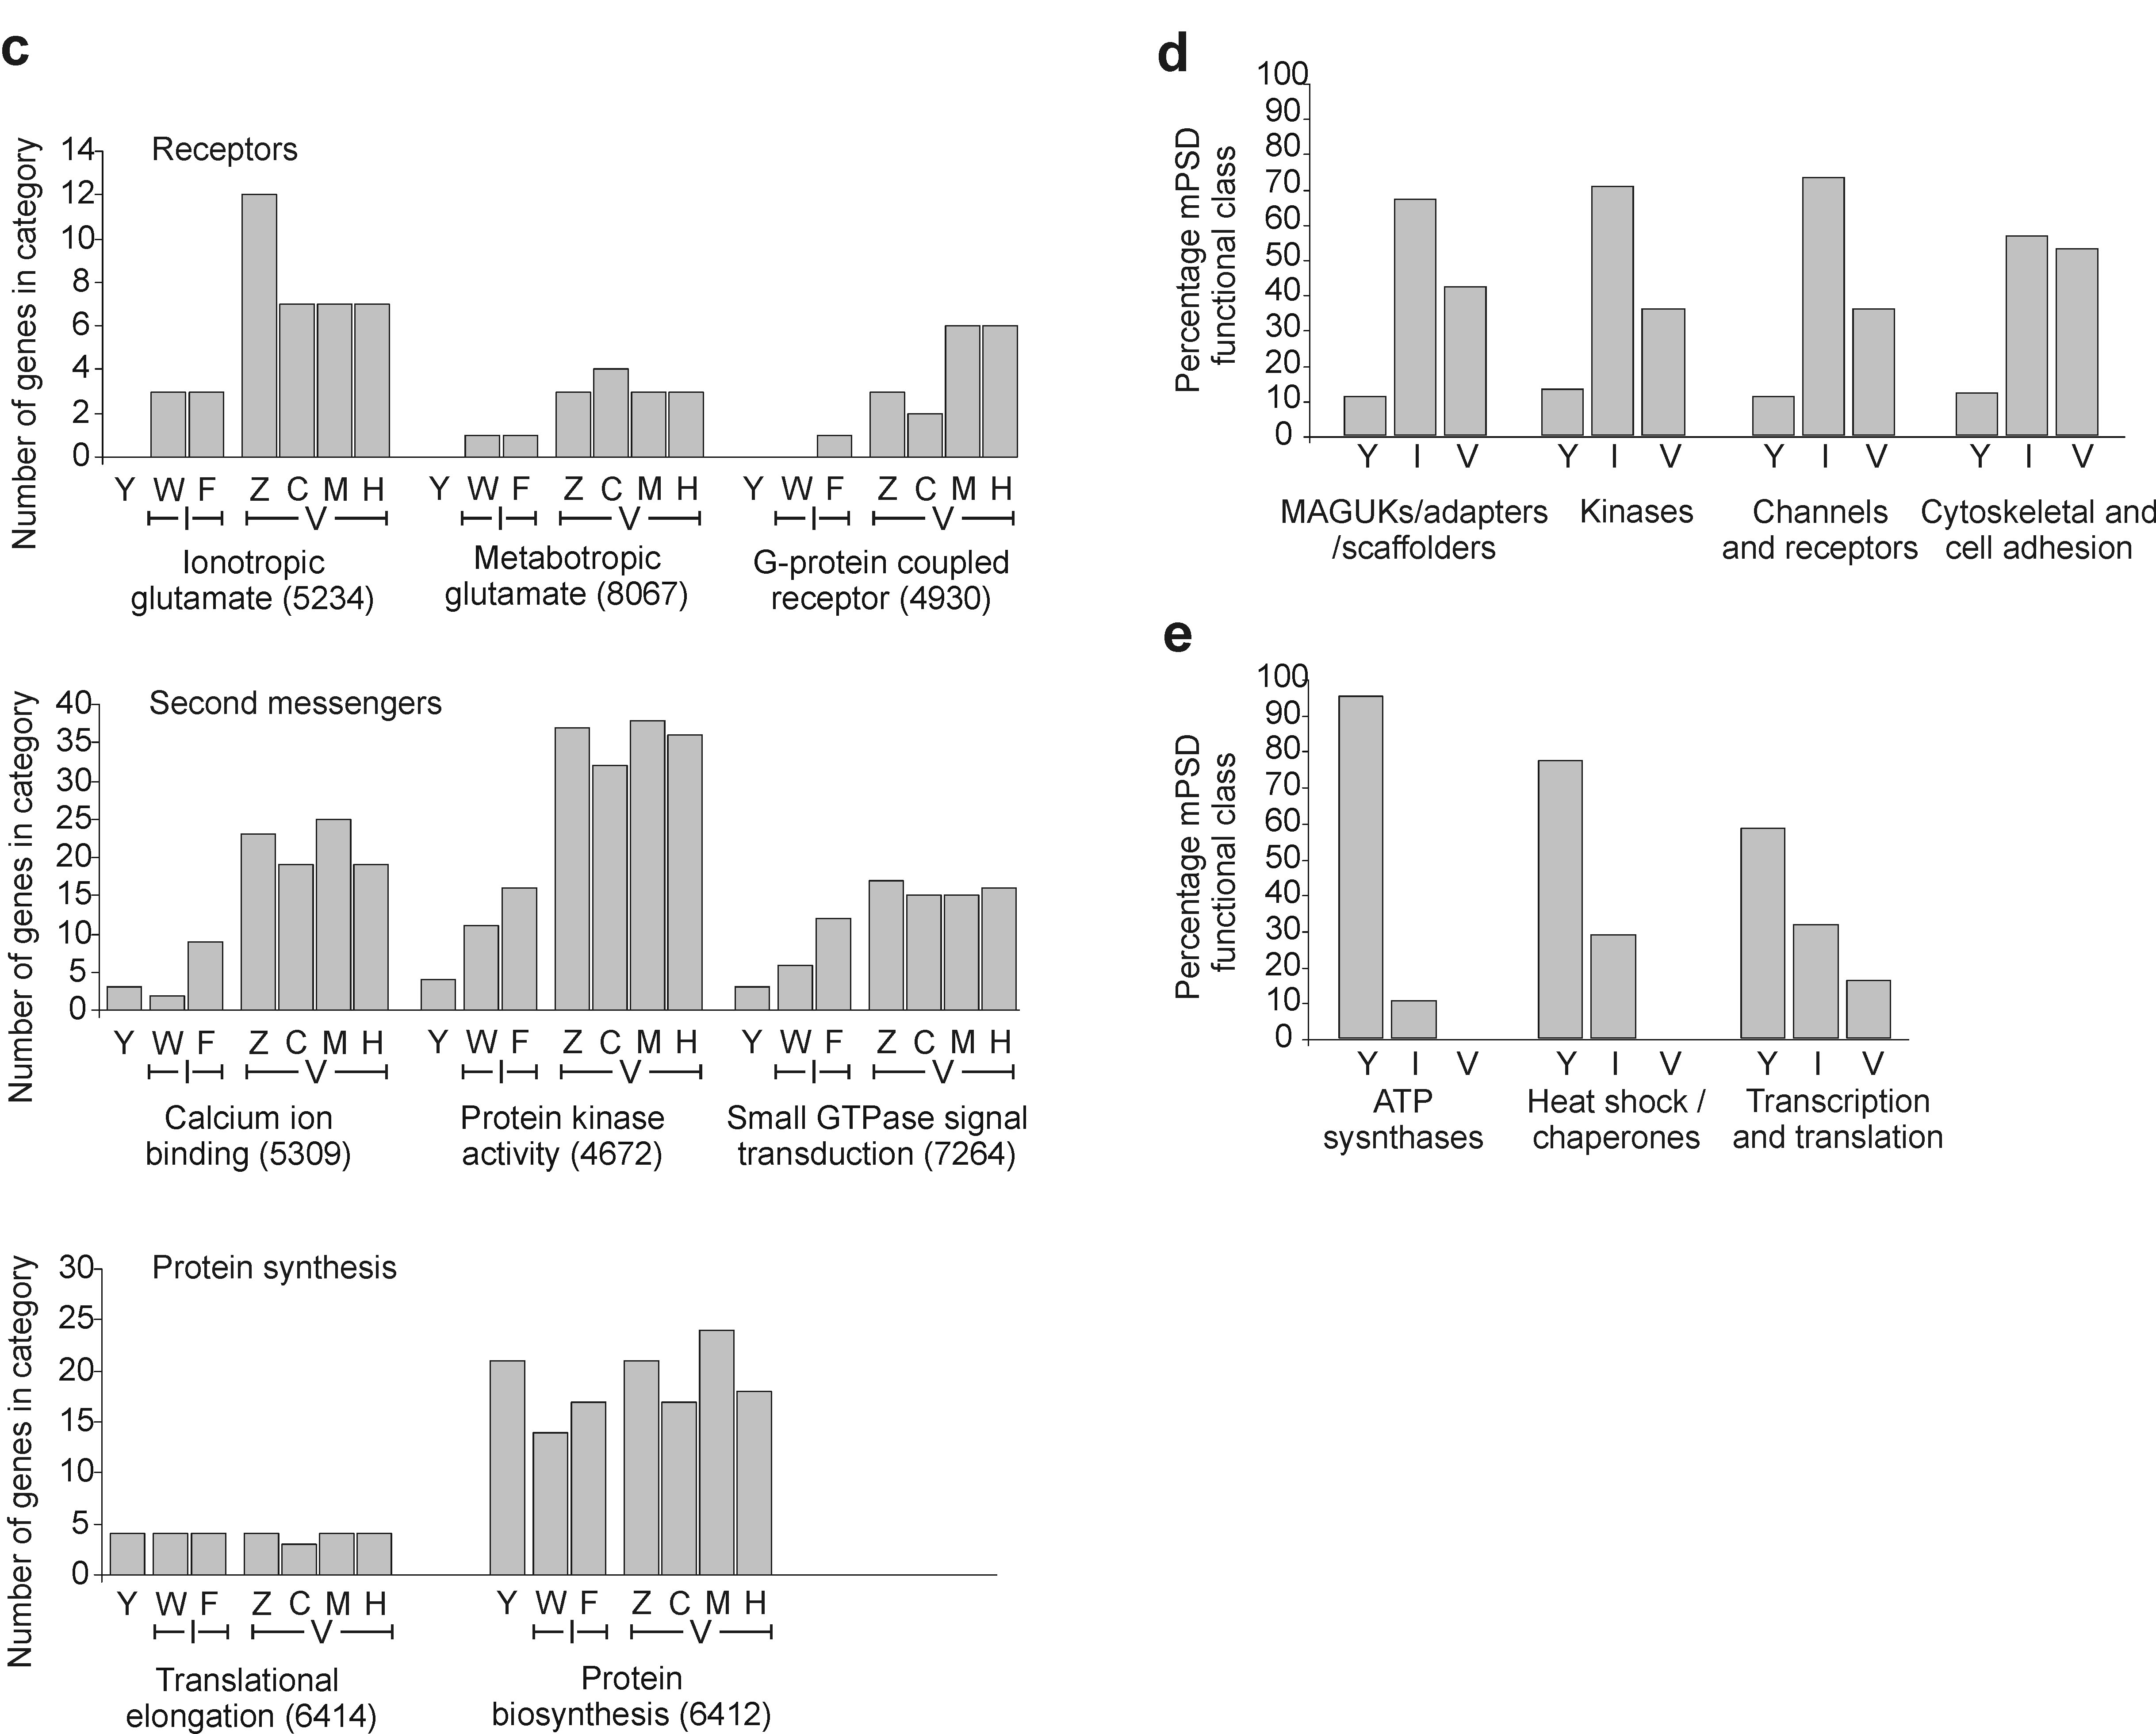 c
Receptors
Number of genes in category
14
12
10
8
6
4
2
0
Y W F Z C M H Y W F Z C M H Y W F Z C M H
I V I V I V
Ionotropic
glutamate (5234)
Metabotropic
glutamate (8067)
G-protein coupled
receptor (4930)
Second messengers
Number of genes in category
40
35
30
25
20
15
10
5
0
Y W F Z C M H Y W F Z C M H Y W F Z C M H
I V I V I V
Calcium ion
binding (5309)
Protein kinase
activity (4672)
Small GTPase signal
transduction (7264)
Protein synthesis
Number of genes in category
30
25
20
15
10
5
0
Y W F Z C M H Y W F Z C M H
I V I V
Translational
elongation (6414)
Protein
biosynthesis (6412)
d
Percentage mPSD
functional class
100
90
80
70
60
50
40
30
20
10
0
Y I V Y I V Y I V Y I V
MAGUKs/adapters
/scaffolders
Kinases
Channels
and receptors
Cytoskeletal and
cell adhesion
e
Percentage mPSD
functional class
100
90
80
70
60
50
40
30
20
10
0
Y I V Y I V Y I V
ATP
sysnthases
Heat shock /
chaperones
Transcription
and translation